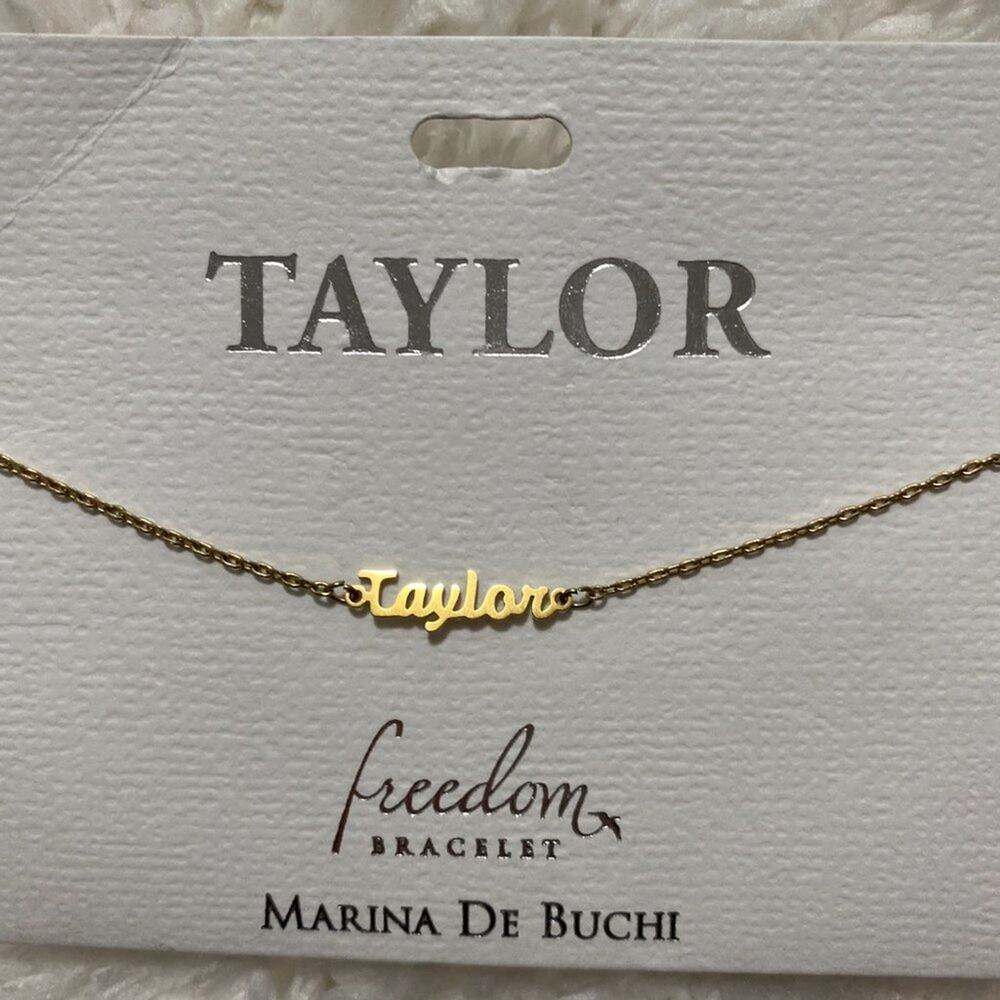 TAYLOR
Taylor
freedom
BRACELET
MARINA DE BUCHI